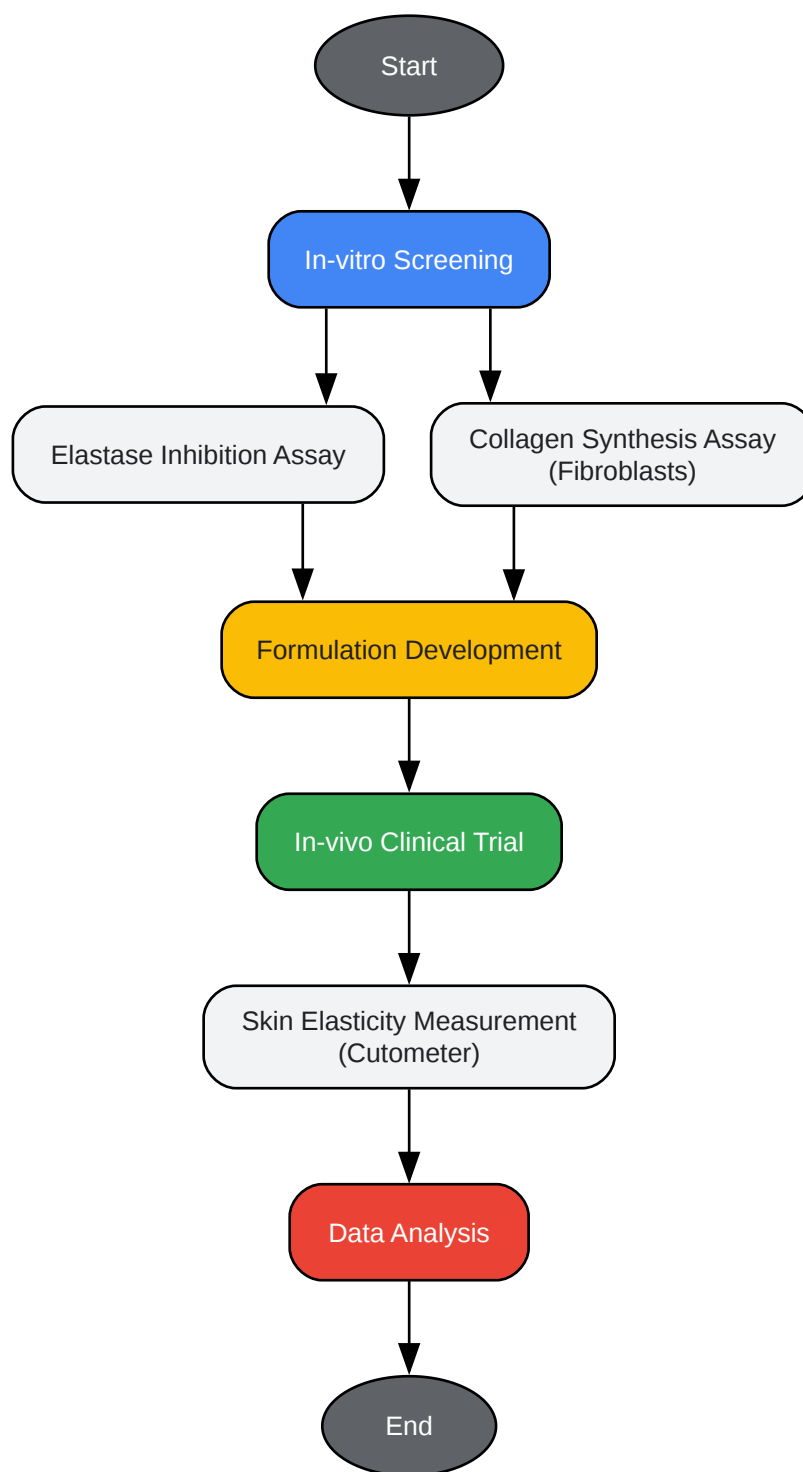 Start
In-vitro Screening
Elastase Inhibition Assay
Collagen Synthesis Assay
(Fibroblasts)
Formulation Development
In-vivo Clinical Trial
Skin Elasticity Measurement
(Cutometer)
Data Analysis
End